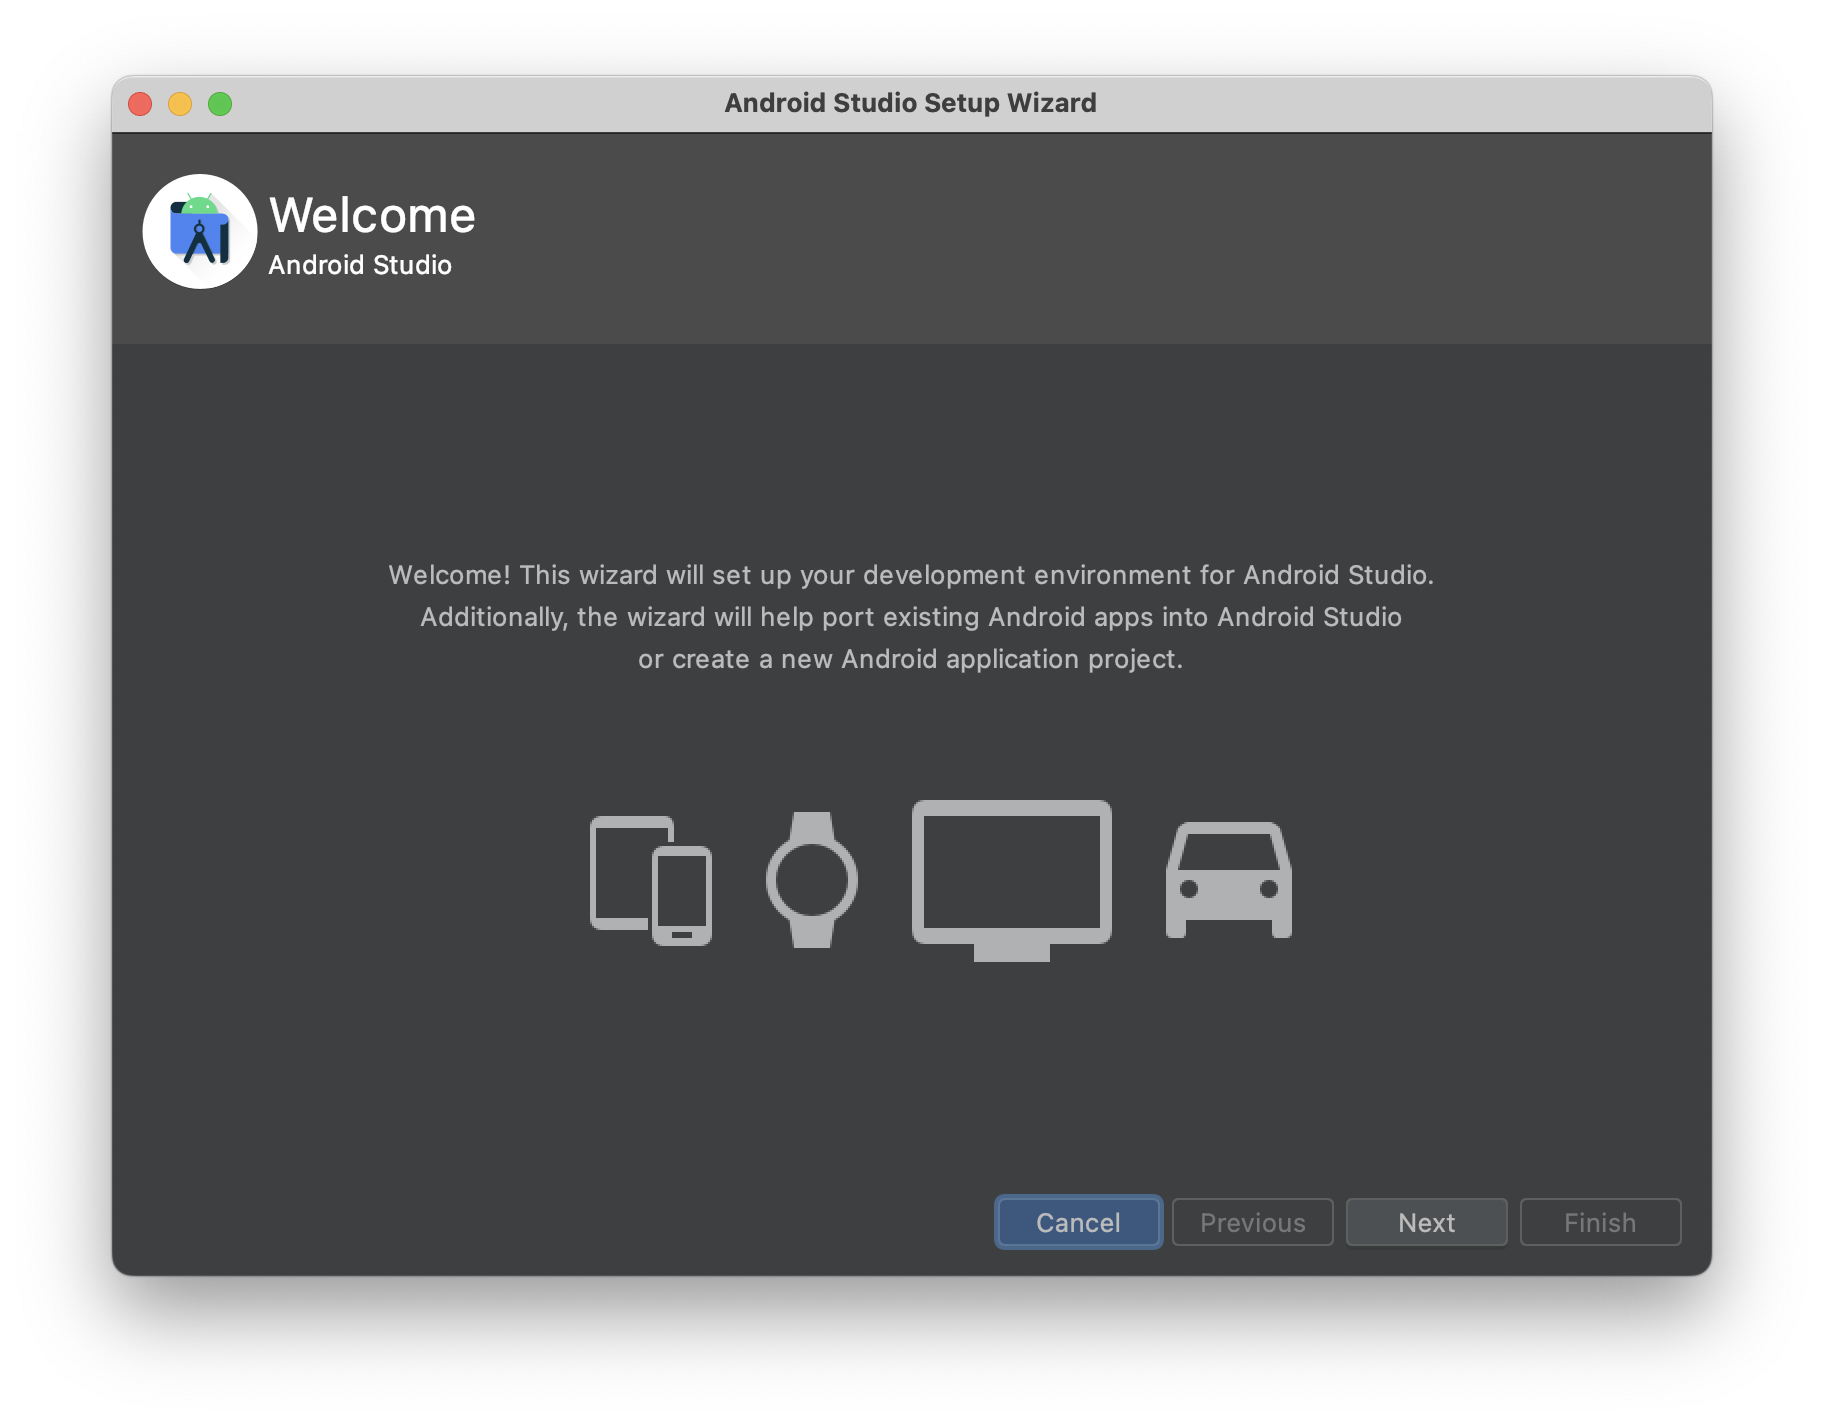 Android Studio Setup Wizard
Welcome
Android Studio
Welcome! This wizard will set up your development environment for Android Studio.
Additionally, the wizard will help port existing Android apps into Android Studio
or create a new Android application project.
Cancel Previous Next Finish